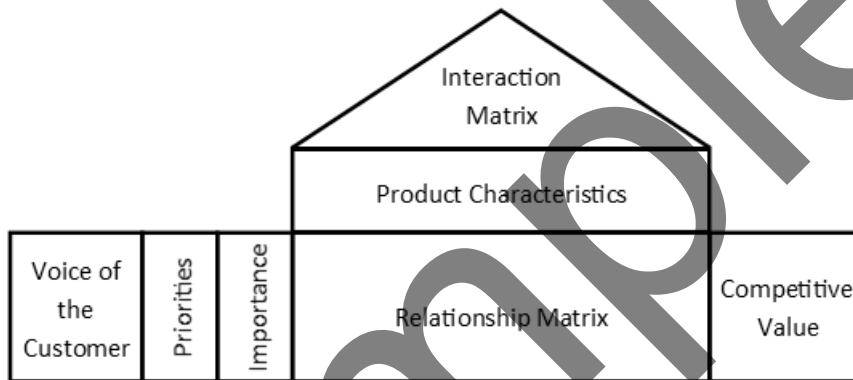 Interaction
Matrix
Product Characteristics
Voice of
the
Customer
Priorities
Importance
Relationship Matrix
Competitive
Value